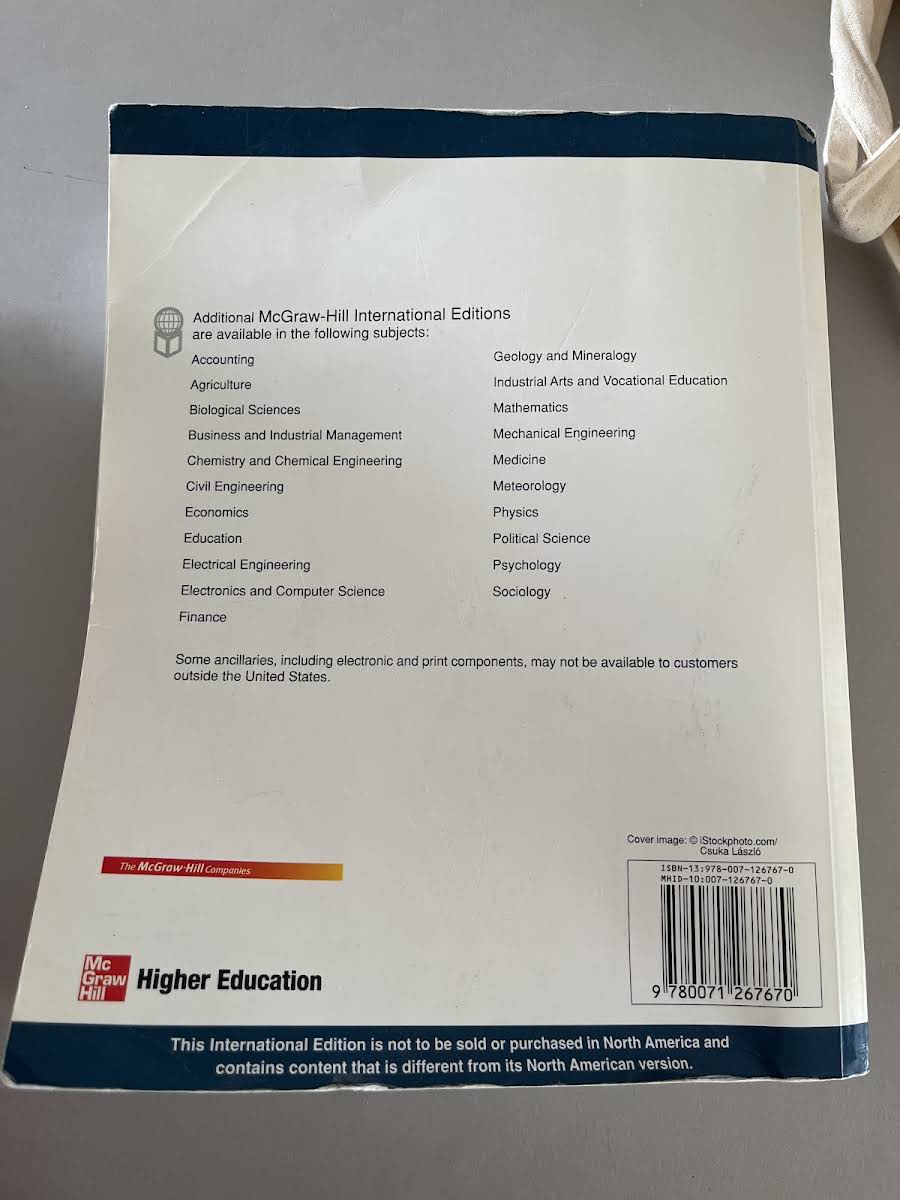 Additional McGraw-Hill International Editions
are available in the following subjects:
Accounting
Agriculture
Biological Sciences
Business and Industrial Management
Chemistry and Chemical Engineering
Civil Engineering
Economics
Education
Electrical Engineering
Electronics and Computer Science
Finance
Geology and Mineralogy
Industrial Arts and Vocational Education
Mathematics
Mechanical Engineering
Medicine
Meteorology
Physics
Political Science
Psychology
Sociology
Some ancillaries, including electronic and print components, may not be available to customers
outside the United States.
Cover image: © iStockphoto.com/
Csuka László
The McGraw·Hill Companies
ISBN-13:978-007-126767-0
MHID-10:007-126767-0
9 780071 267670
Mc
Graw
Hill
Higher Education
This International Edition is not to be sold or purchased in North America and
contains content that is different from its North American version.